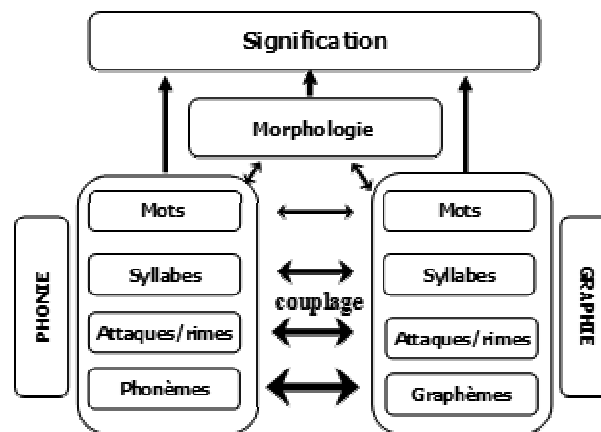 Signification
Morphologie
PHONIE
Mots
Syllabes
Attaques/rimes
Phonèmes
couplage
Mots
Syllabes
Attaques/rimes
Graphèmes
GRAPHIE